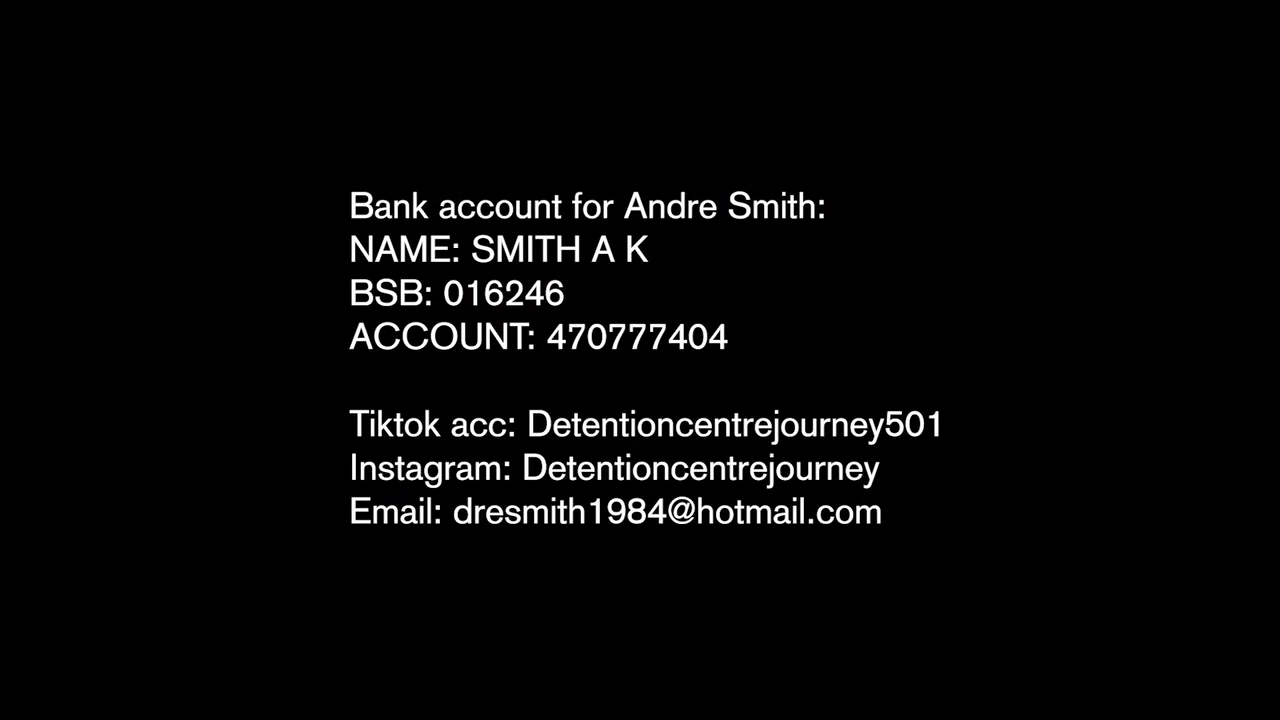 Bank account for Andre Smith:
NAME: SMITH A K
BSB: 016246
ACCOUNT: 470777404
Tiktok acc: Detentioncentrejourney501
Instagram: Detentioncentrejourney
Email: dresmith1984@hotmail.com